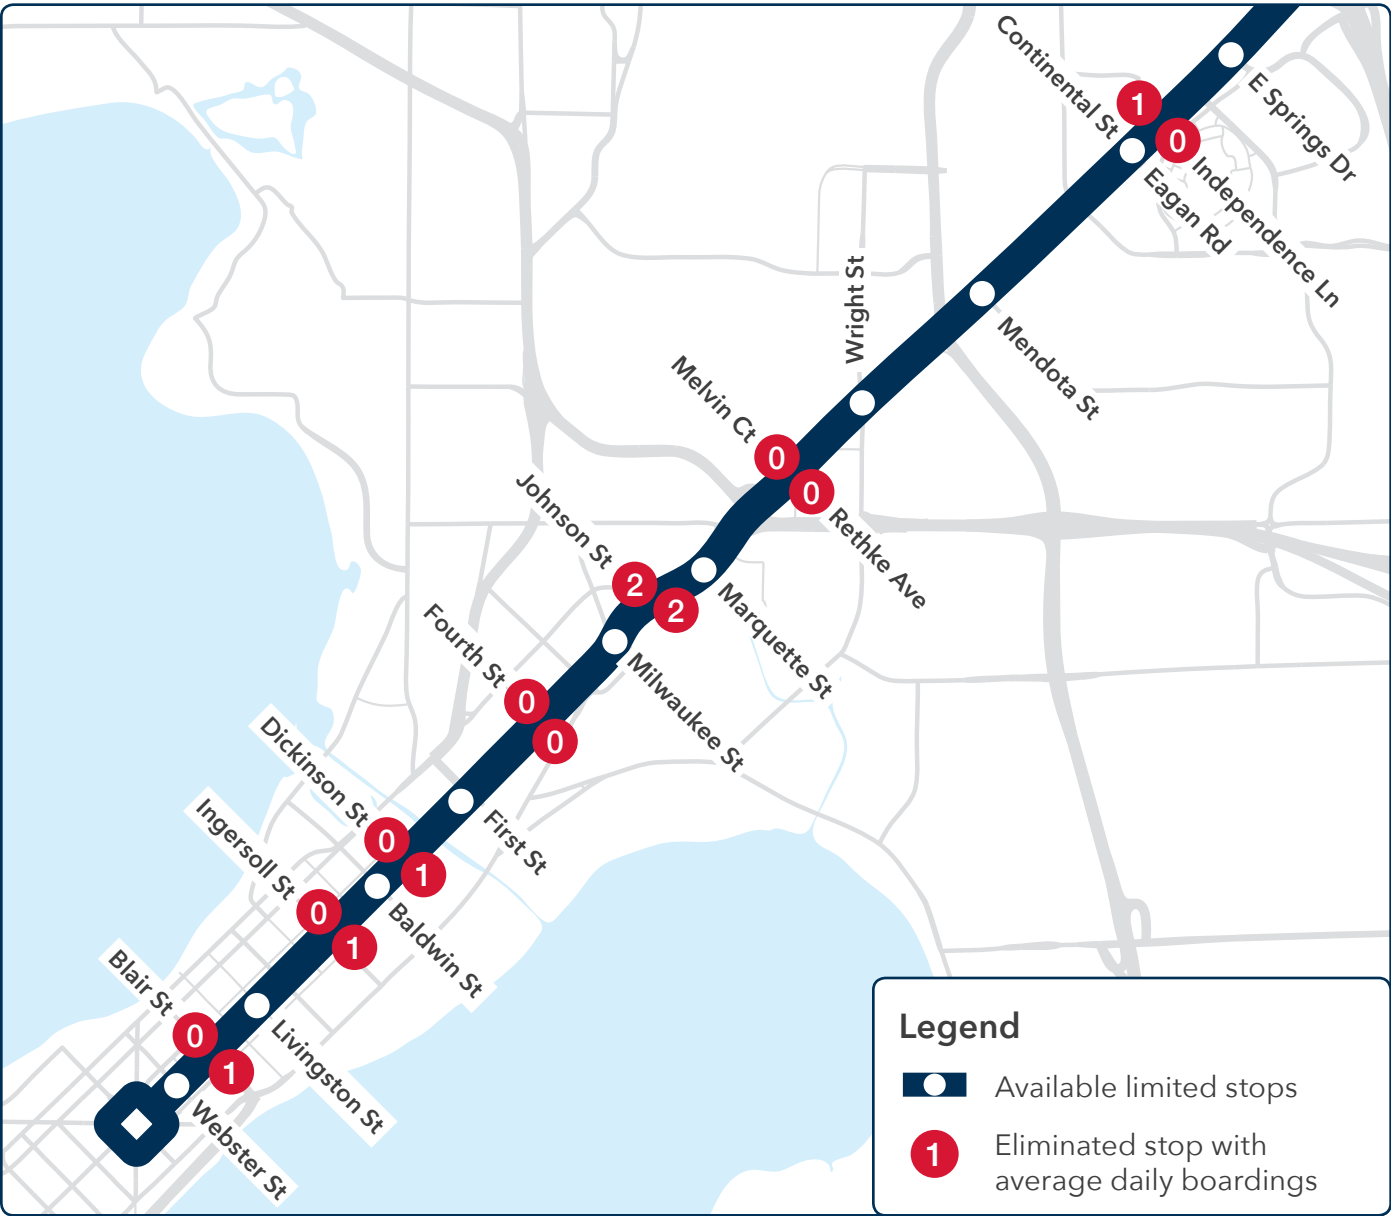 Continental St
E Springs Dr
1
0
Independence Ln
Eagan Rd
Wright St
Mendota St
Melvin Ct
0
0
Rethke Ave
Johnson St
2
2
Marquette St
Fourth St
Milwaukee St
0
0
Dickinson St
First St
0
1
Ingersoll St
0
1
Baldwin St
Blair St
0
1
Livingston St
Webster St
Legend
Available limited stops
1
Eliminated stop with
average daily boardings